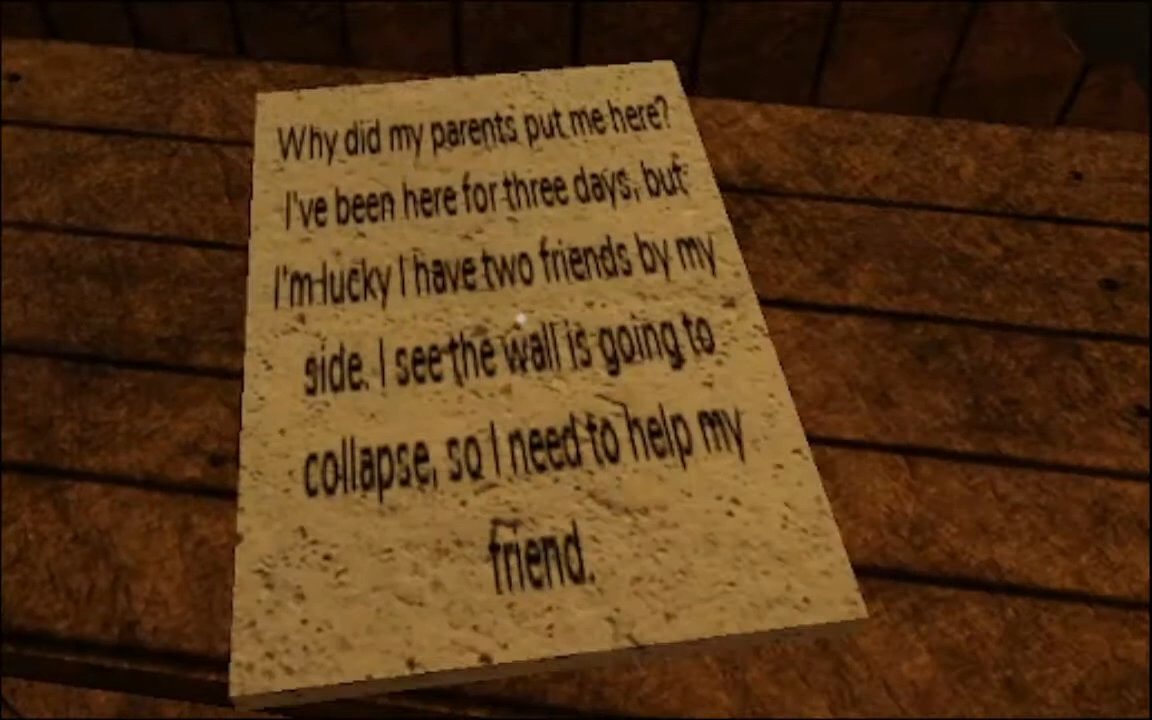 Why did my parents put me here?
I've been here for three days, but
I'm lucky I have two friends by my
side. I see the wall is going to
collapse, so I need to help my
friend.